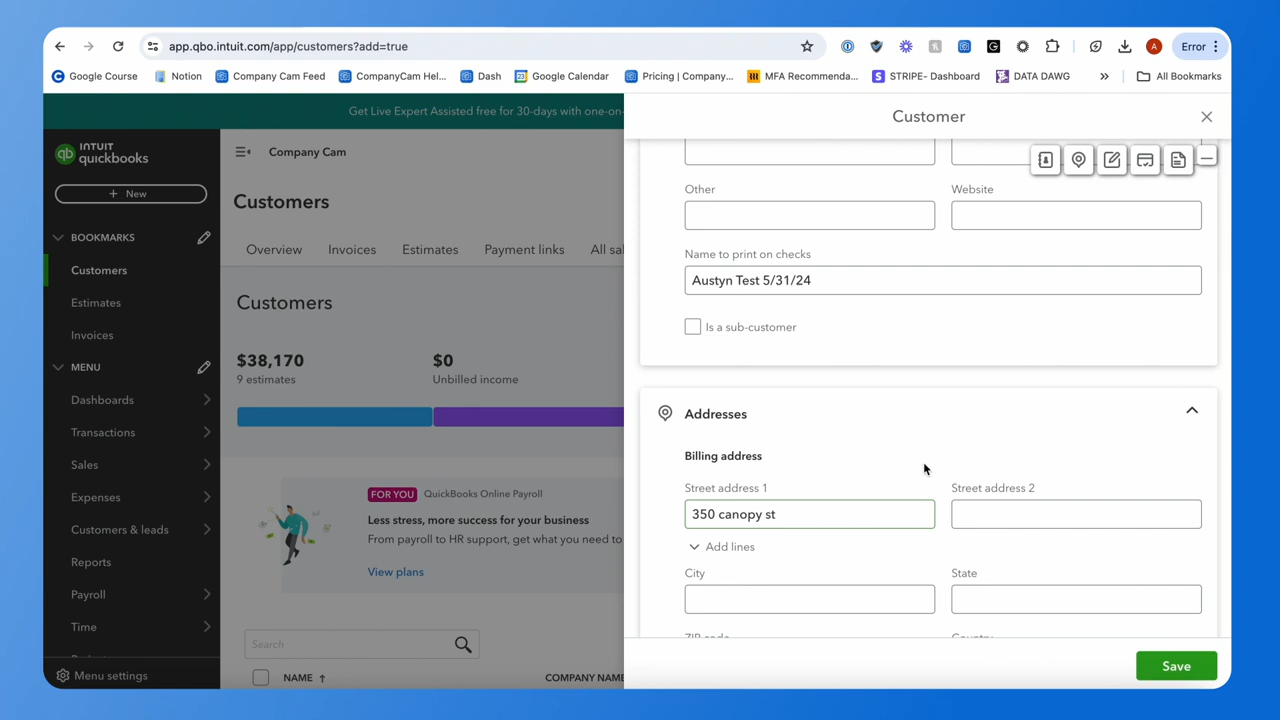 app.qbo.intuit.com/app/customers?add=true
A
Error
Google Course
Notion
Company Cam Feed
CompanyCam Hel...
Dash
Google Calendar
Pricing | Company...
MFA Recommenda...
STRIPE- Dashboard
DATA DAWG
»
All Bookmarks
Get Live Expert Assisted free for 30-days with one-on-
Customer
INTUIT
quickbooks
Company Cam
+ New
Customers
BOOKMARKS
Overview
Invoices
Estimates
Payment links
All sal
Customers
Estimates
Invoices
MENU
Dashboards
Transactions
Sales
Expenses
Customers & leads
Reports
Payroll
Time
Menu settings
Customers
$38,170
9 estimates
$0
Unbilled income
FOR YOU
QuickBooks Online Payroll
Less stress, more success for your business
From payroll to HR support, get what you need to
View plans
Search
NAME
COMPANY NAME
Other
Website
Name to print on checks
Austyn Test 5/31/24
Is a sub-customer
Addresses
Billing address
Street address 1
Street address 2
350 canopy st
Add lines
City
State
ZIP code
Country
Save